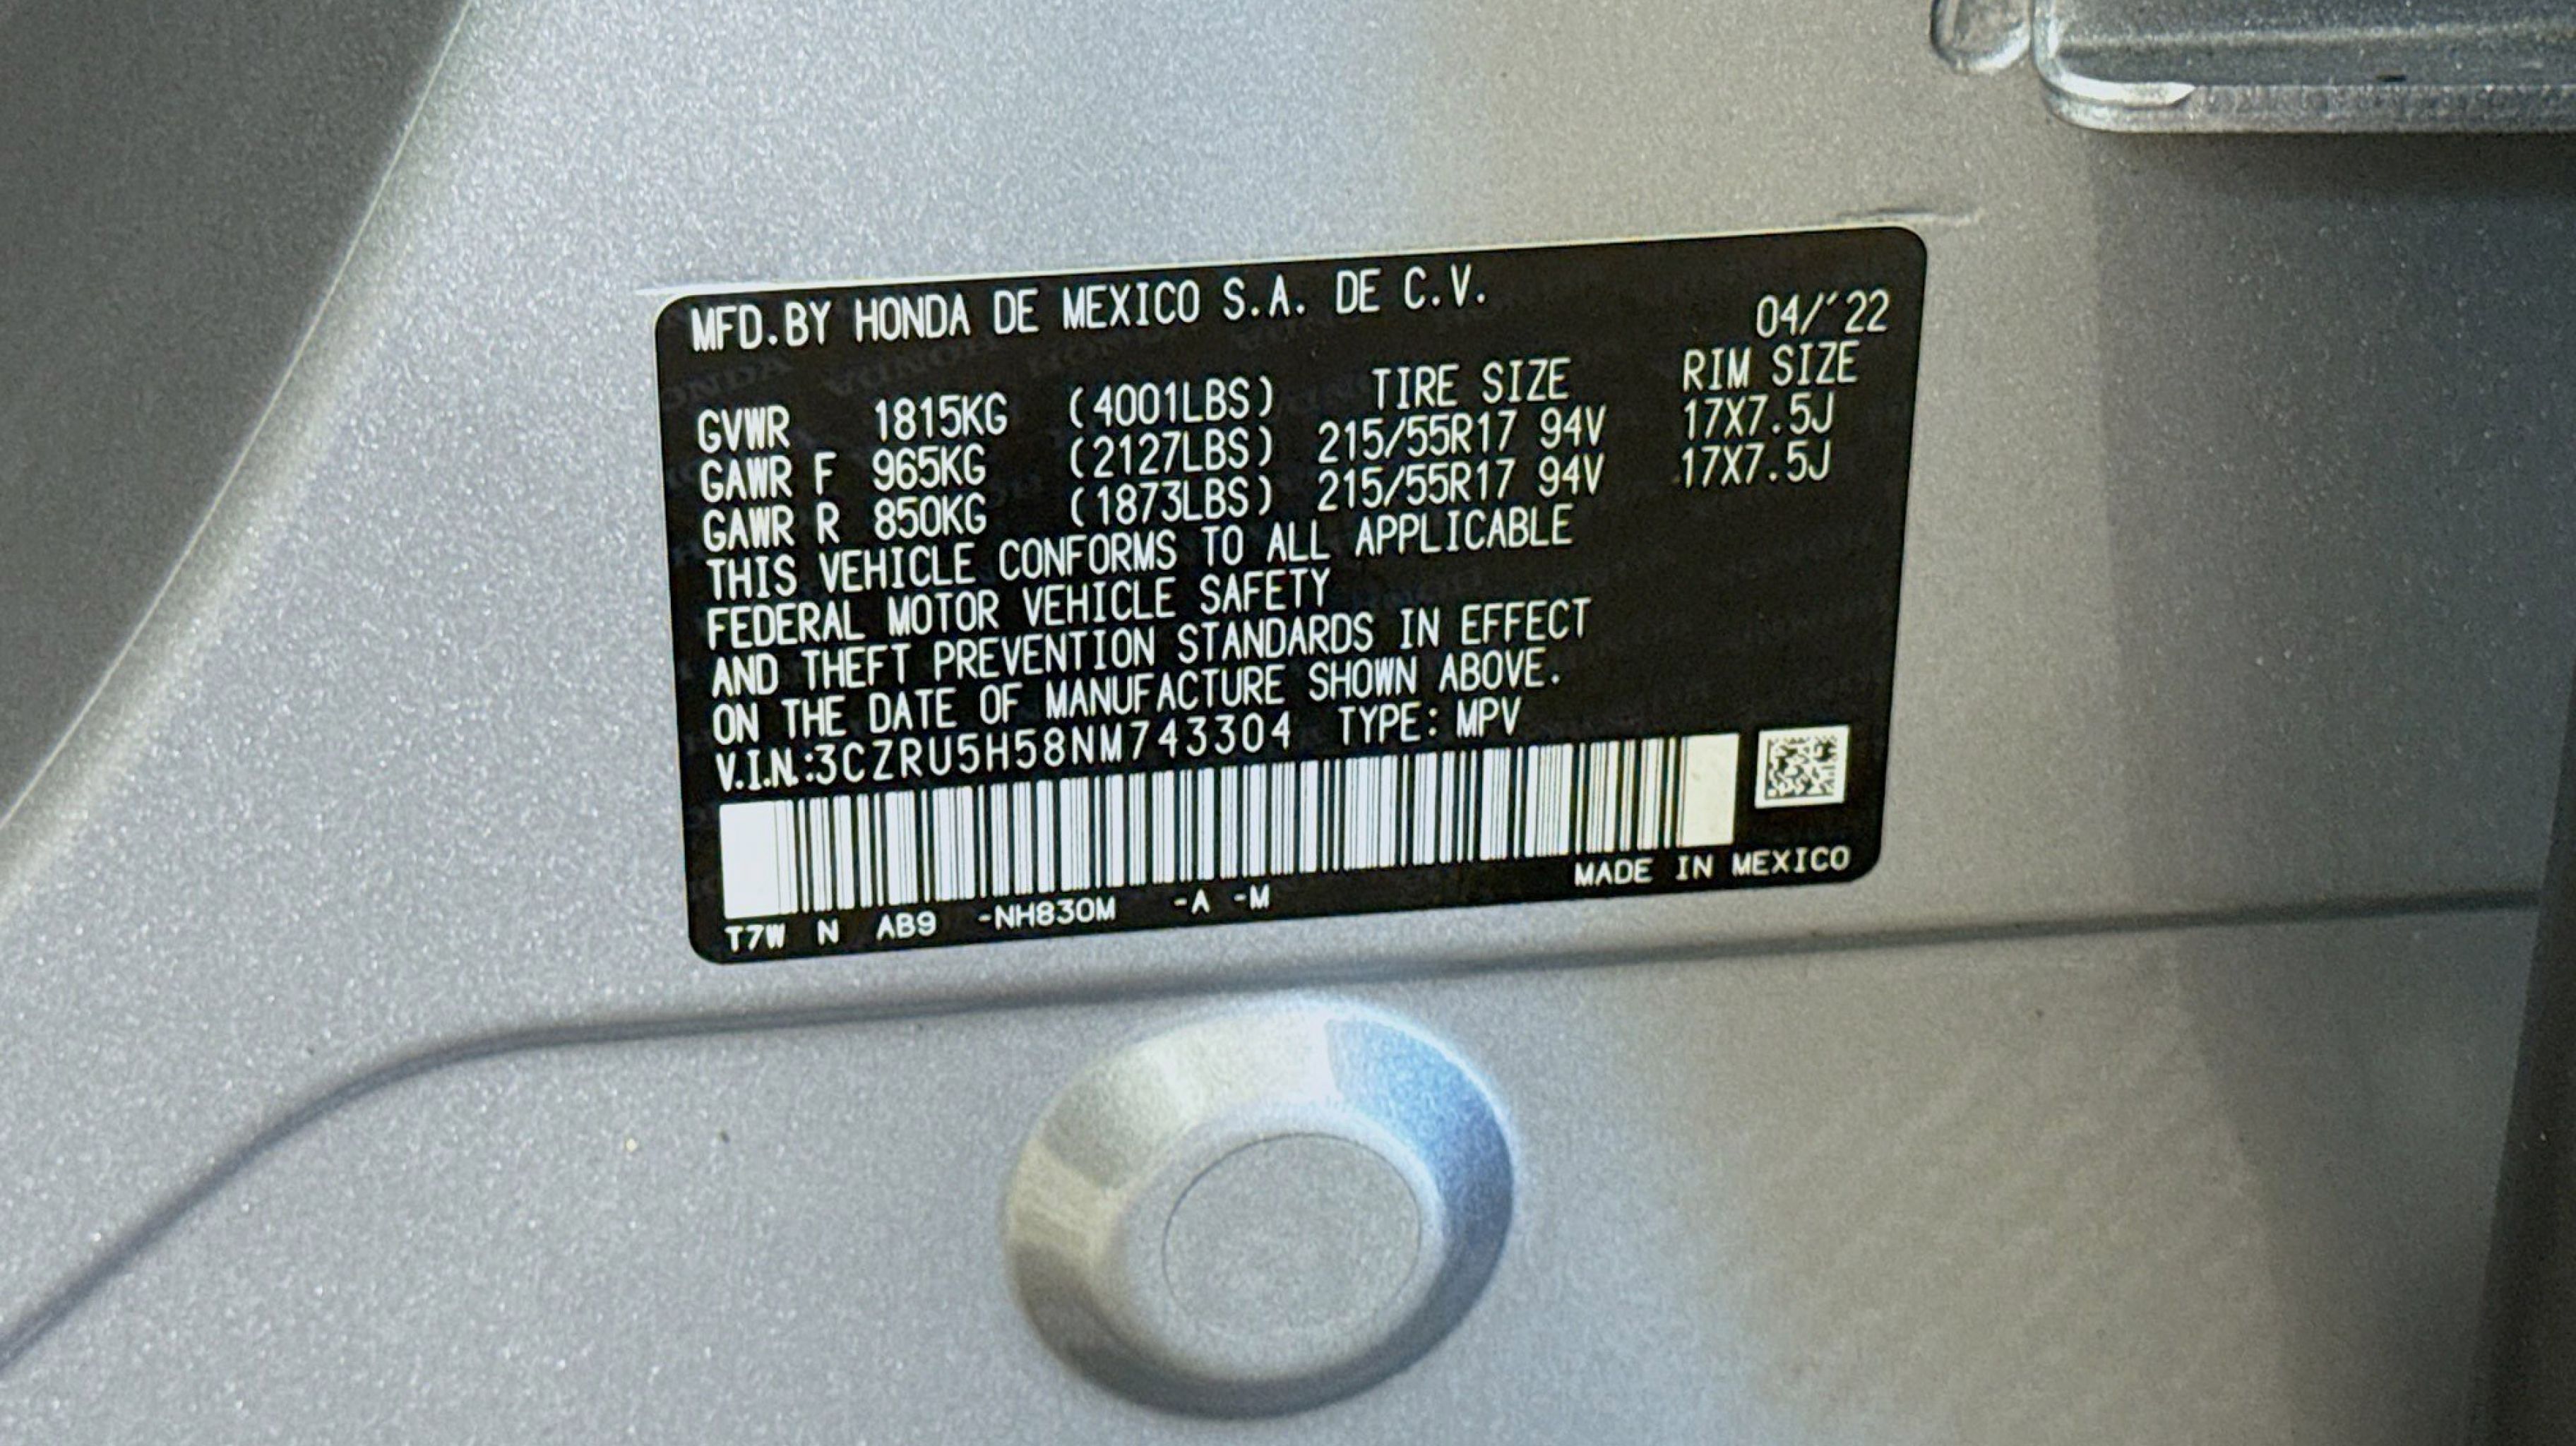 MFD.BY HONDA DE MEXICO S.A. DE C.V.
04/´22
TIRE SIZE RIM SIZE
GVWR 1815KG (4001LBS)
GAWR F 965KG (2127LBS) 215/55R17 94V 17X7.5J
GAWR R 850KG (1873LBS) 215/55R17 94V 17X7.5J
THIS VEHICLE CONFORMS TO ALL APPLICABLE
FEDERAL MOTOR VEHICLE SAFETY
AND THEFT PREVENTION STANDARDS IN EFFECT
ON THE DATE OF MANUFACTURE SHOWN ABOVE.
V.I.N.:3CZRU5H58NM743304 TYPE: MPV
MADE IN MEXICO
T7W N AB9 -NH830M -A -M